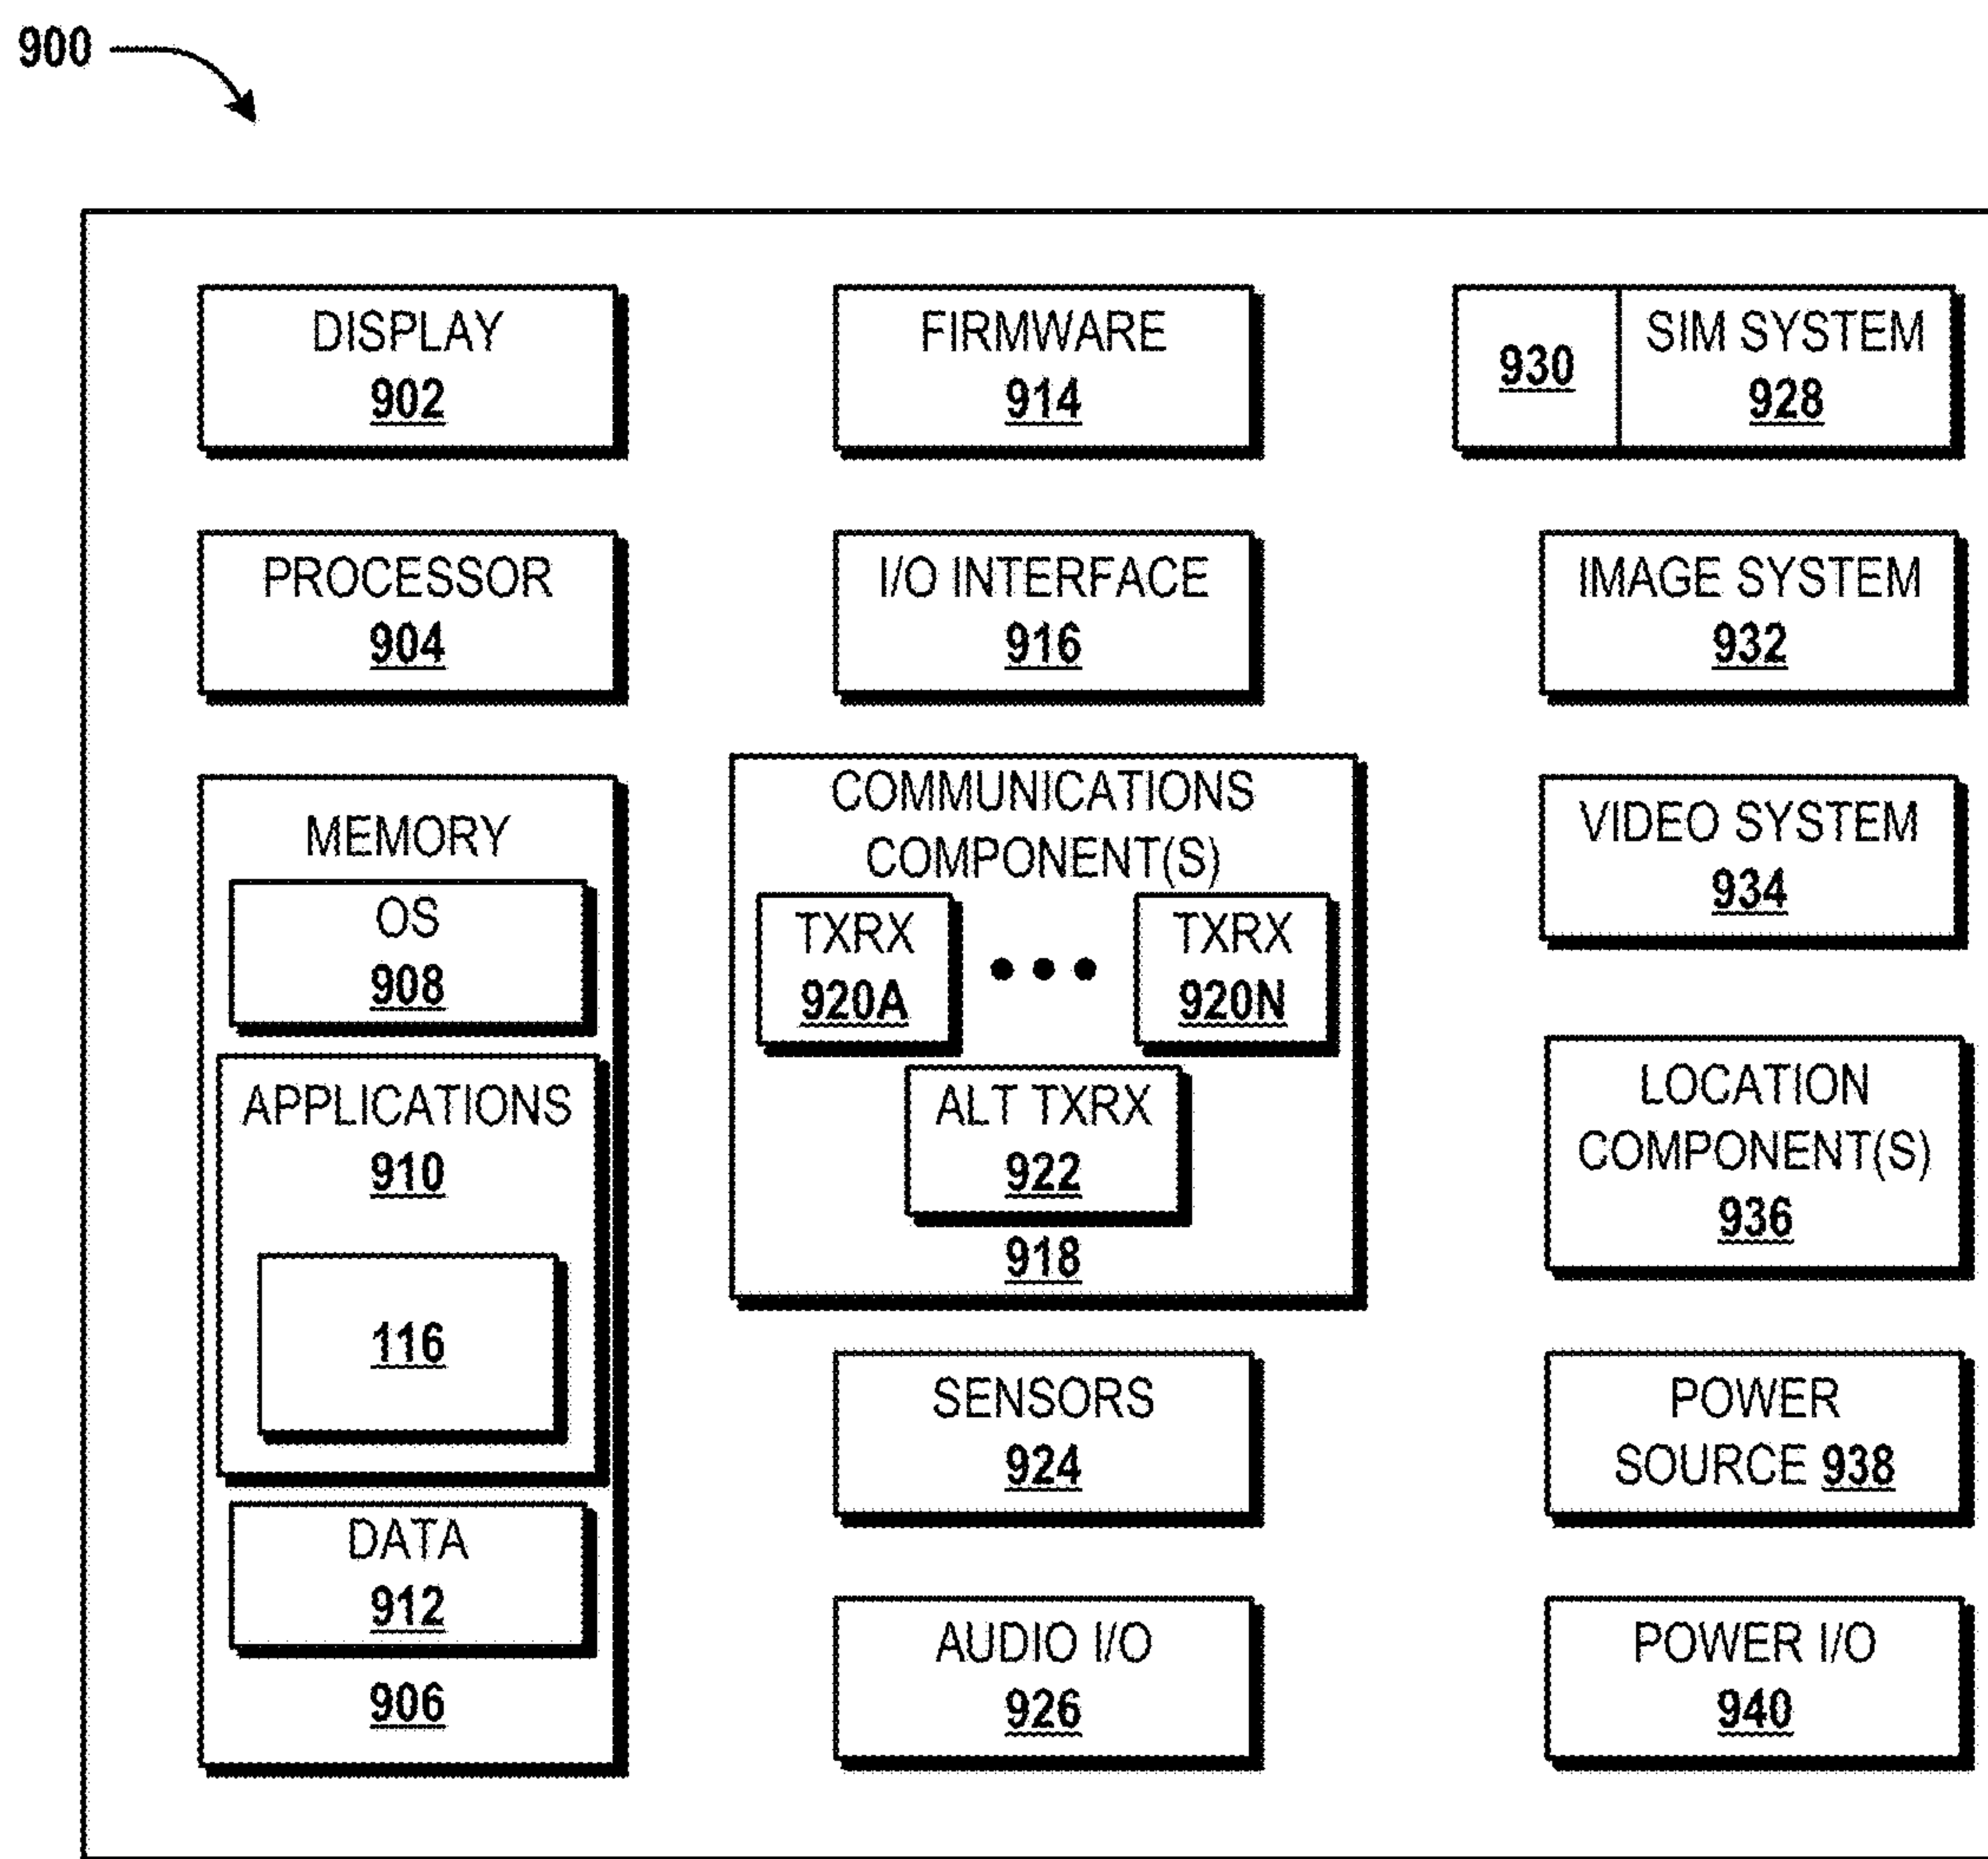 900
DISPLAY
902
PROCESSOR
904
MEMORY
OS
908
APPLICATIONS
910
116
DATA
912
906
FIRMWARE
914
I/O INTERFACE
916
COMMUNICATIONS
COMPONENT(S)
TXRX
920A
TXRX
920N
ALT TXRX
922
918
SENSORS
924
AUDIO I/O
926
930
SIM SYSTEM
928
IMAGE SYSTEM
932
VIDEO SYSTEM
934
LOCATION
COMPONENT(S)
936
POWER
SOURCE 938
POWER I/O
940